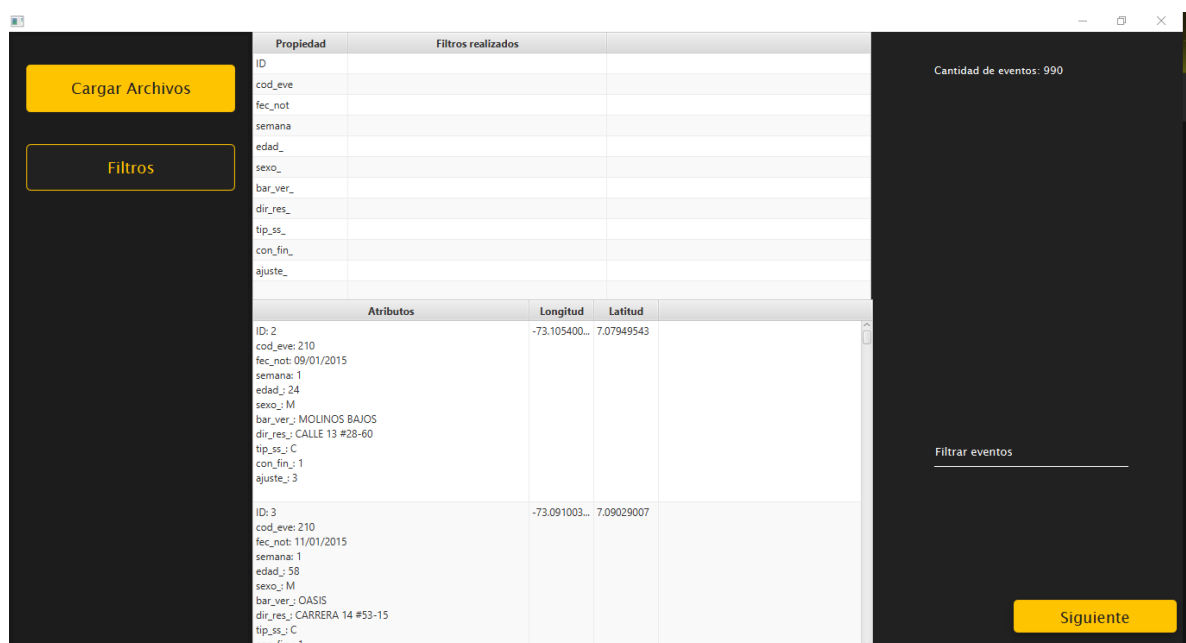 Cargar Archivos
Filtros
Propiedad Filtros realizados
ID
cod_eve
fec_not
semana
edad_
sexo_
bar_ver_
dir_res_
tip_ss_
con_fin_
ajuste_
Atributos Longitud Latitud
ID: 2 -73.105400... 7.07949543
cod_eve: 210
fec_not: 09/01/2015
semana: 1
edad_: 24
sexo_: M
bar_ver_: MOLINOS BAJOS
dir_res_: CALLE 13 #28-60
tip_ss_: C
con_fin_: 1
ajuste_: 3
ID: 3 -73.091003... 7.09029007
cod_eve: 210
fec_not: 11/01/2015
semana: 1
edad_: 58
sexo_: M
bar_ver_: OASIS
dir_res_: CARRERA 14 #53-15
tip_ss_: C
Cantidad de eventos: 990
Filtrar eventos
Siguiente